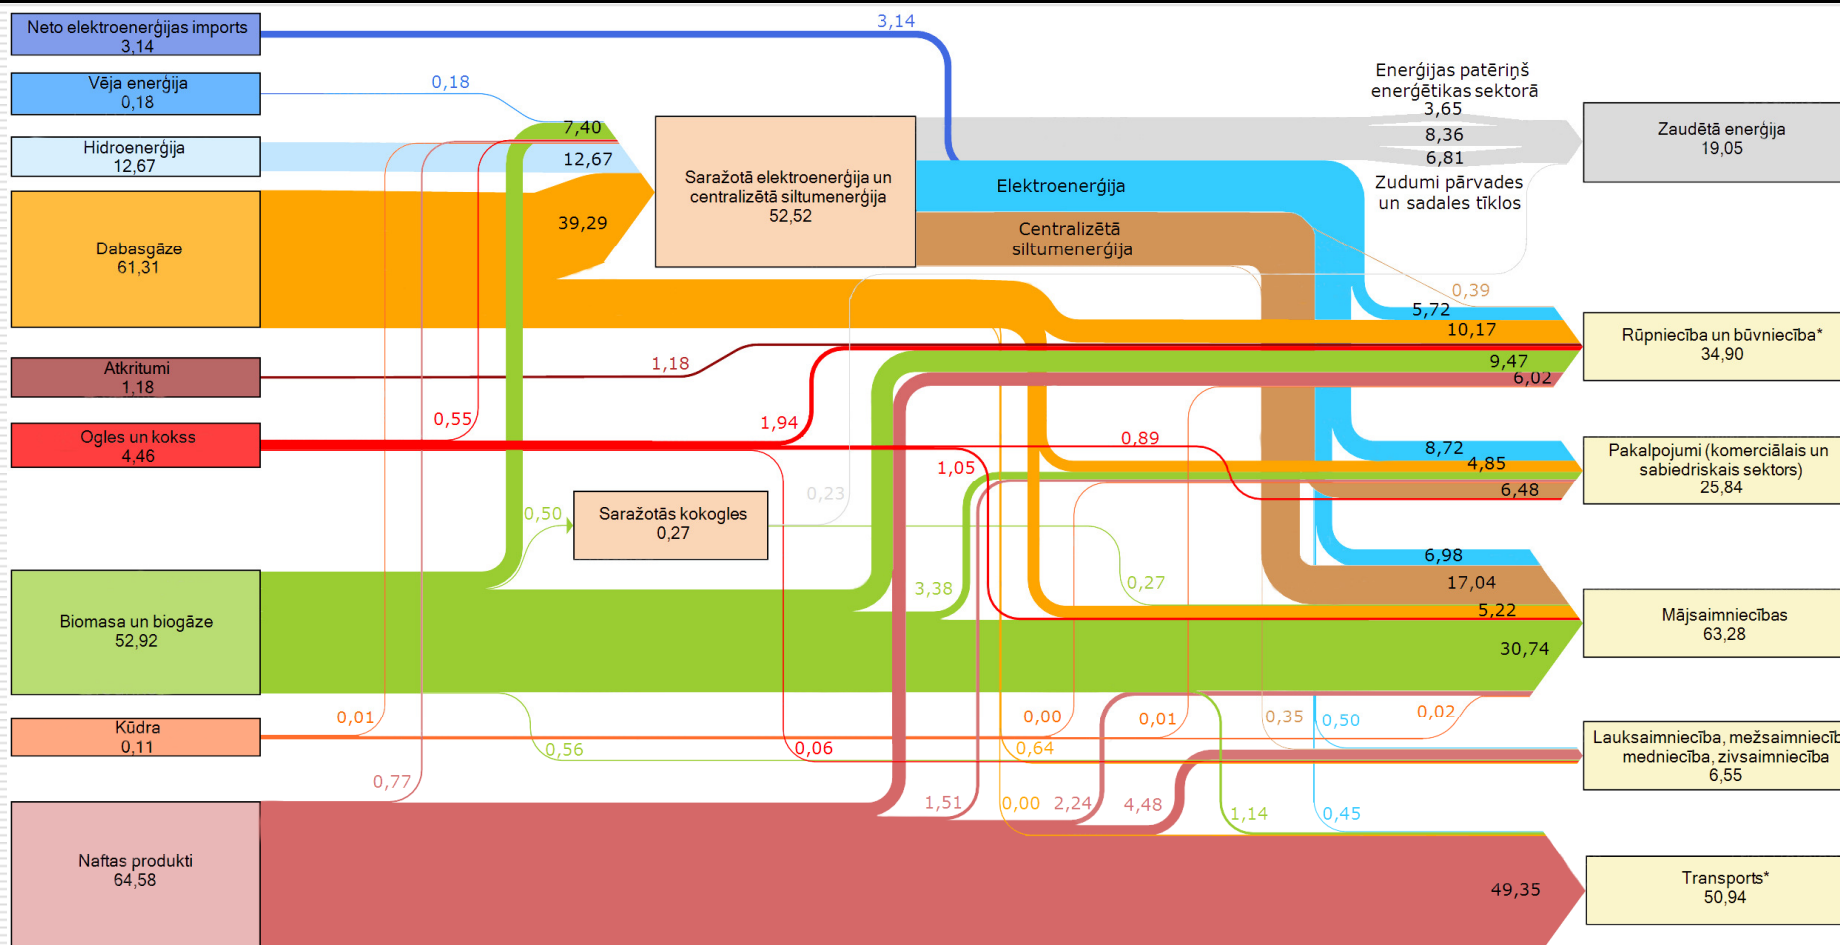 Neto elektroenerģijas imports
3,14
Vēja enerģija
0,18
Hidroenerģija
12,67
Dabasgāze
61,31
Atkritumi
1,18
Ogles un kokss
4,46
Biomasa un biogāze
52,92
Kūdra
0,11
Naftas produkti
64,58
3,14
0,18
7,40
12,67
39,29
Saražotā elektroenerģija un
centralizētā siltumenerģija
52,52
Elektroenerģija
Centralizētā
siltumenerģija
Enerģijas patēriņš
enerģētikas sektorā
3,65
8,36
6,81
Zudumi pārvades
un sadales tīklos
0,39
5,72
10,17
9,47
6,02
1,18
0,55
1,94
0,89
1,05
8,72
4,85
6,48
0,50
Saražotās kokogles
0,27
0,23
3,38
0,27
6,98
17,04
5,22
30,74
0,01
0,56
0,06
0,00
0,64
0,01
0,35
0,50
0,02
0,77
1,51
0,00
2,24
4,48
1,14
0,45
49,35
Zaudētā enerģija
19,05
Rūpniecība un būvniecība*
34,90
Pakalpojumi (komerciālais un
sabiedriskais sektors)
25,84
Mājsaimniecības
63,28
Lauksaimniecība, mežsaimniecīb
medniecība, zivsaimniecība
6,55
Transports*
50,94